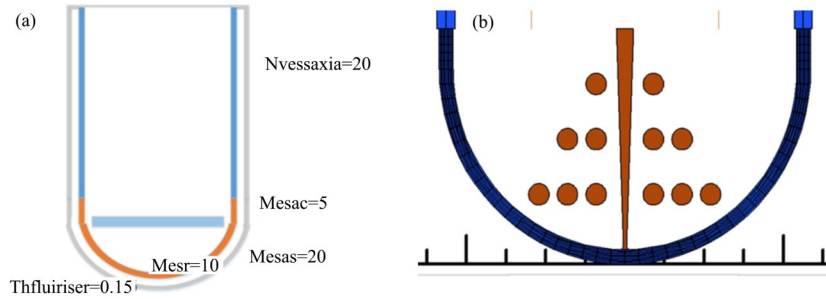 (a)
Nvessaxia=20
Mesac=5
Mesas=20
Mesr=10
Thfluiriser=0.15
(b)